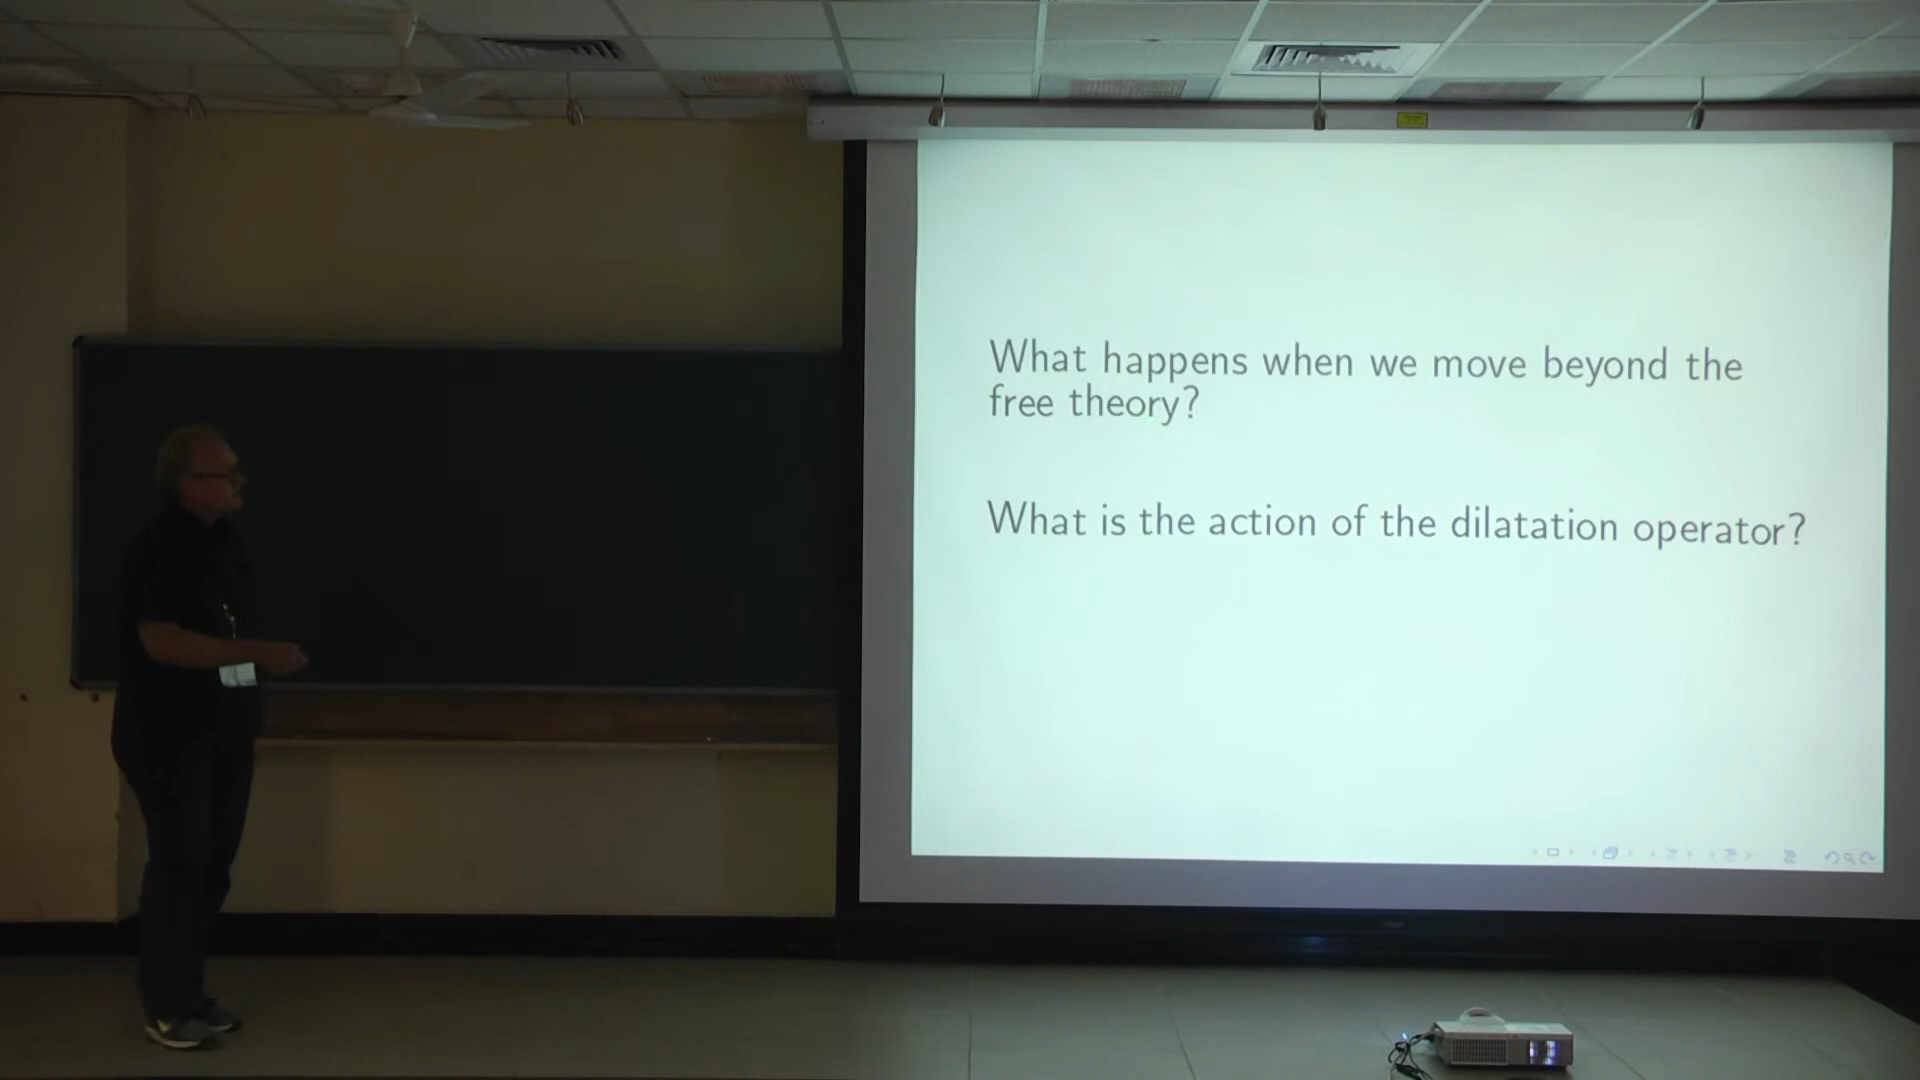 What happens when we move beyond the
free theory?
What is the action of the dilatation operator?